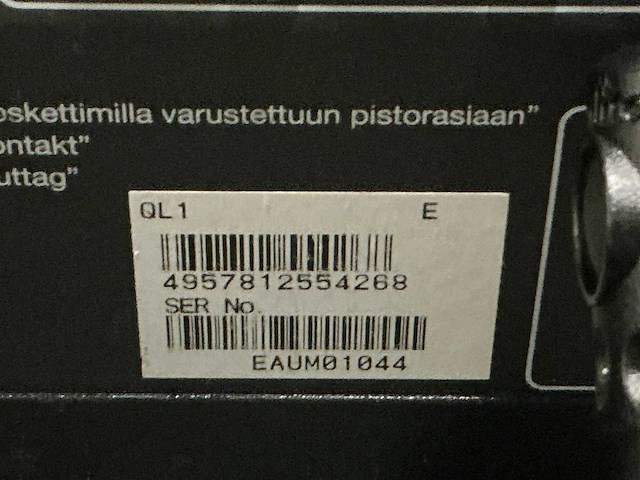 oskettimilla varustettuun pistorasiaan”
ontakt”
uttag”
QL1 E
4957812554268
SER No.
EAUM01044